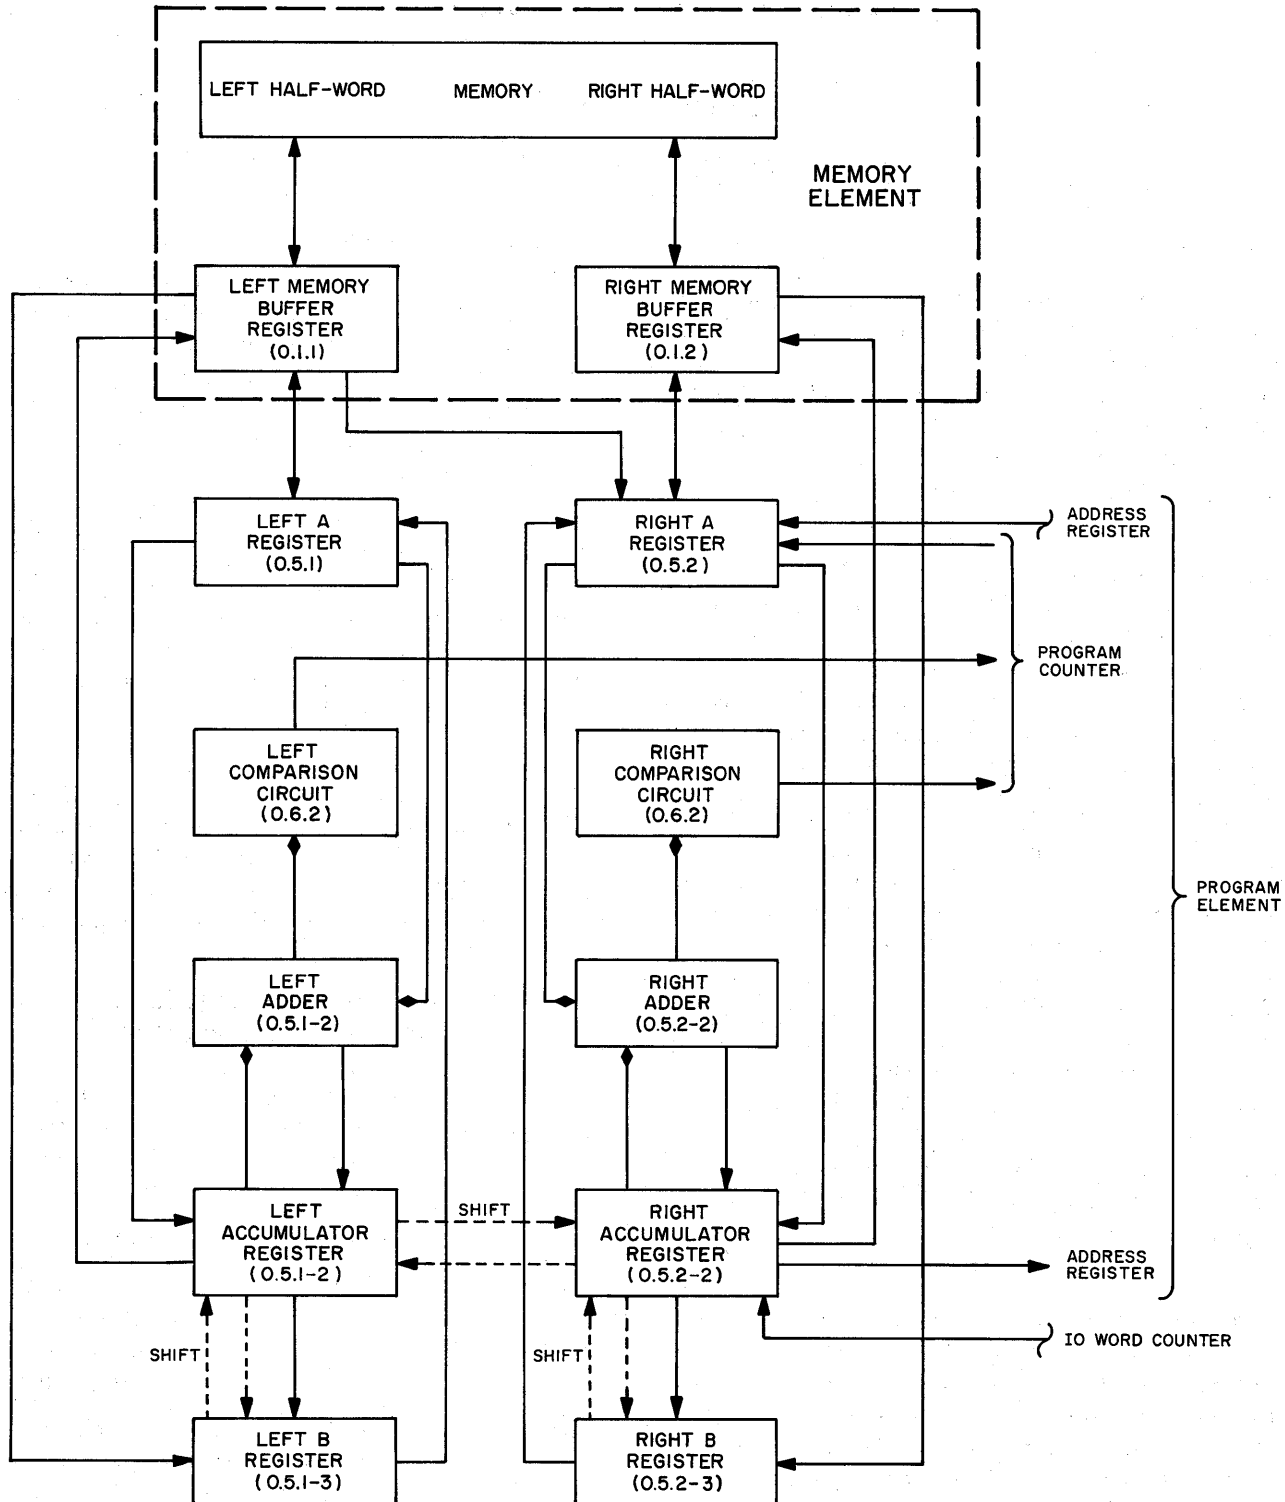 LEFT HALF-WORD MEMORY RIGHT HALF-WORD
MEMORY
ELEMENT
LEFT MEMORY
BUFFER
REGISTER
(0.1.1)
RIGHT MEMORY
BUFFER
REGISTER
(0.1.2)
LEFT A
REGISTER
(0.5.1)
RIGHT A
REGISTER
(0.5.2)
ADDRESS
REGISTER
PROGRAM
COUNTER
LEFT
COMPARISON
CIRCUIT
(0.6.2)
RIGHT
COMPARISON
CIRCUIT
(0.6.2)
PROGRAM
ELEMENT
LEFT
ADDER
(0.5.1-2)
RIGHT
ADDER
(0.5.2-2)
LEFT
ACCUMULATOR
REGISTER
(0.5.1-2)
SHIFT
RIGHT
ACCUMULATOR
REGISTER
(0.5.2-2)
ADDRESS
REGISTER
IO WORD COUNTER
SHIFT
SHIFT
LEFT B
REGISTER
(0.5.1-3)
RIGHT B
REGISTER
(0.5.2-3)